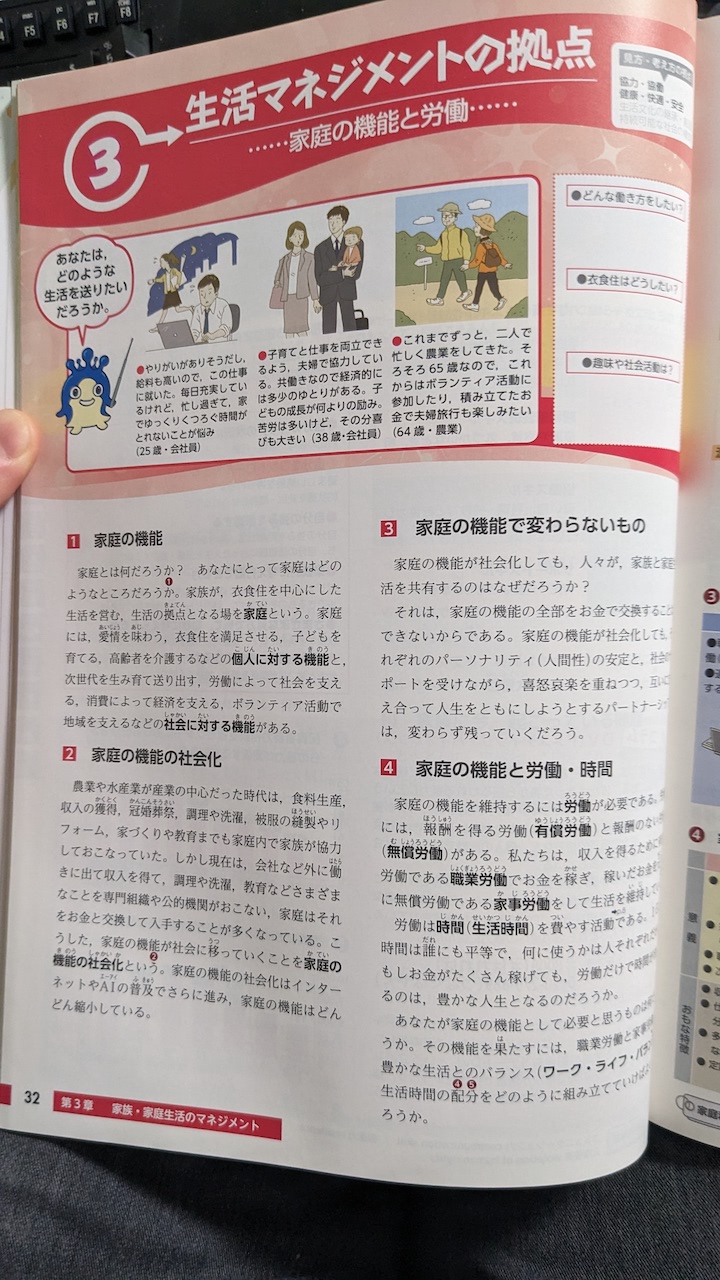 F5
F6
F7
F8
3
生活マネジメントの拠点
……家庭の機能と労働……
協力・協働
健康・快適・安全
あなたは，
どのような
生活を送りたい
だろうか。
●やりがいがありそうだし，
給料も高いので，この仕事
に就いた。毎日充実してい
るけれど，忙し過ぎて，家
でゆっくりくつろぐ時間が
とれないことが悩み
（25歳・会社員）
●子育てと仕事を両立でき
るよう，夫婦で協力してい
る。共働きなので経済的に
は多少のゆとりがある。子
どもの成長が何よりの励み。
苦労は多いけど，その分喜
びも大きい（38歳・会社員）
●これまでずっと，二人で
忙しく農業をしてきた。そ
ろそろ65歳なので，これ
からはボランティア活動に
参加したり，積み立てたお
金で夫婦旅行も楽しみたい
（64歳・農業）
●どんな働き方をしたい？
●衣食住はどうしたい？
●趣味や社会活動は？
1 家庭の機能
家庭とは何だろうか？　あなたにとって家庭はどの
ようなところだろうか。❶家族が，衣食住を中心にした
生活を営む，生活の拠点となる場を家庭という。家庭
には，愛情を味わう，衣食住を満足させる，子どもを
育てる，高齢者を介護するなどの個人に対する機能と，
次世代を生み育て送り出す，労働によって社会を支え
る，消費によって経済を支える，ボランティア活動で
地域を支えるなどの社会に対する機能がある。
2 家庭の機能の社会化
農業や水産業が産業の中心だった時代は，食料生産，
収入の獲得，冠婚葬祭，調理や洗濯，被服の縫製やリ
フォーム，家づくりや教育までも家庭内で家族が協力
しておこなっていた。しかし現在は，会社など外に働
きに出て収入を得て，調理や洗濯，教育などさまざま
なことを専門組織や公的機関がおこない，家庭はそれ
をお金と交換して入手することが多くなっている。こ
うした，家庭の機能が社会に移っていくことを家庭の
機能の社会化という。❷家庭の機能の社会化はインター
ネットやAIの普及でさらに進み，家庭の機能はどん
どん縮小している。
3 家庭の機能で変わらないもの
家庭の機能が社会化しても，人々が，家族と家庭
活を共有するのはなぜだろうか？
それは，家庭の機能の全部をお金で交換すること
できないからである。家庭の機能が社会化しても，
れぞれのパーソナリティ（人間性）の安定と，社会の
ポートを受けながら，喜怒哀楽を重ねつつ，互いに
え合って人生をともにしようとするパートナーシッ
は，変わらず残っていくだろう。
4 家庭の機能と労働・時間
家庭の機能を維持するには労働が必要である。
には，報酬を得る労働（有償労働）と報酬のない
（無償労働）がある。私たちは，収入を得るために
労働である職業労働でお金を稼ぎ，稼いだお金
に無償労働である家事労働をして生活を維持して
労働は時間（生活時間）を費やす活動である。
時間は誰にも平等で，何に使うかは人それぞれ
もしお金がたくさん稼げても，労働だけで時間
るのは，豊かな人生となるのだろうか。
あなたが家庭の機能として必要と思うものは
うか。その機能を果たすには，職業労働と家事
豊かな生活とのバランス（ワーク・ライフ・バラ
生活時間の配分をどのように組み立てていけば
ろうか。
32
第3章　家族・家庭生活のマネジメント
❸
❹
意義
おもな特徴